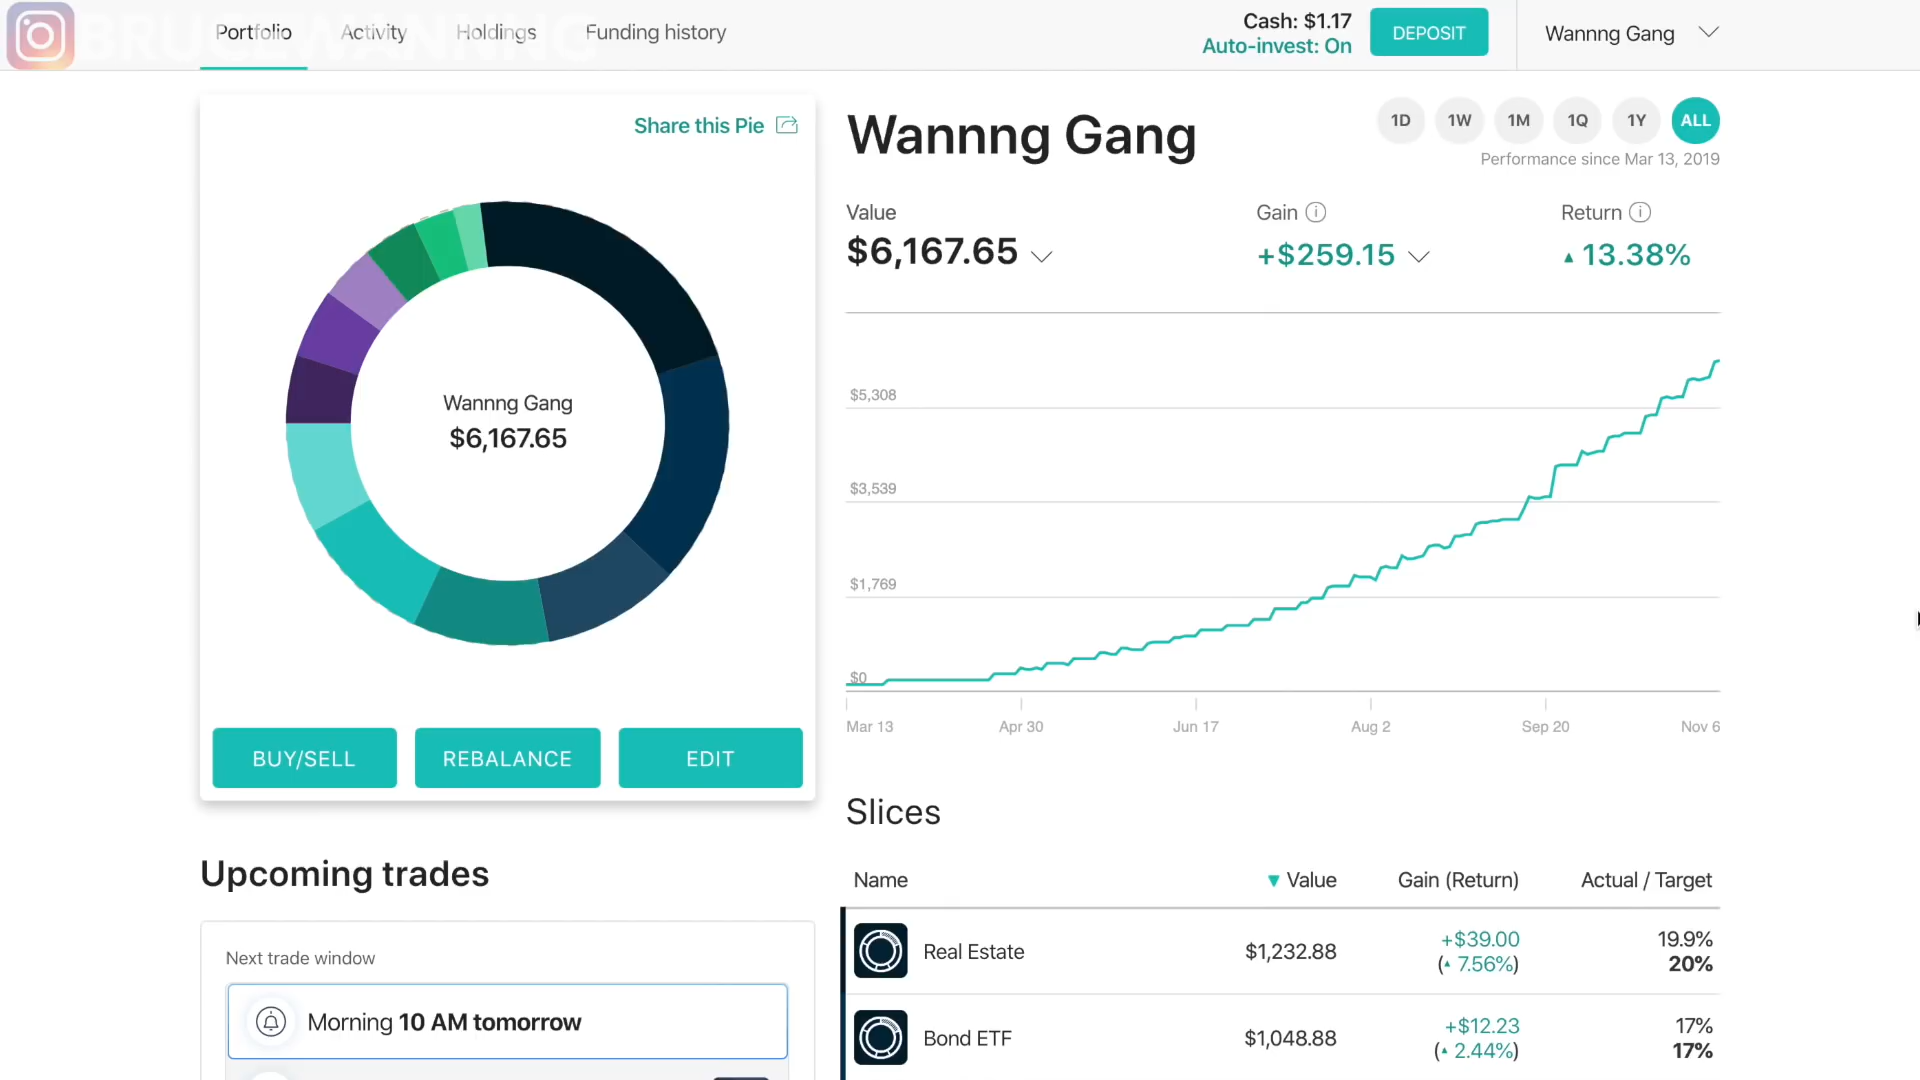 Portfolio Activity Holdings Funding history
Cash: $1.17
Auto-invest: On
DEPOSIT
Wannng Gang
Share this Pie
Wannng Gang
$6,167.65
BUY/SELL REBALANCE EDIT
Upcoming trades
Next trade window
Morning 10 AM tomorrow
Wannng Gang
1D 1W 1M 1Q 1Y ALL
Performance since Mar 13, 2019
Value Gain Return
$6,167.65 +$259.15 ▲ 13.38%
$5,308
$3,539
$1,769
$0
Mar 13 Apr 30 Jun 17 Aug 2 Sep 20 Nov 6
Slices
Name ▼ Value Gain (Return) Actual / Target
Real Estate $1,232.88 +$39.00 19.9%
(▲ 7.56%) 20%
Bond ETF $1,048.88 +$12.23 17%
(▲ 2.44%) 17%